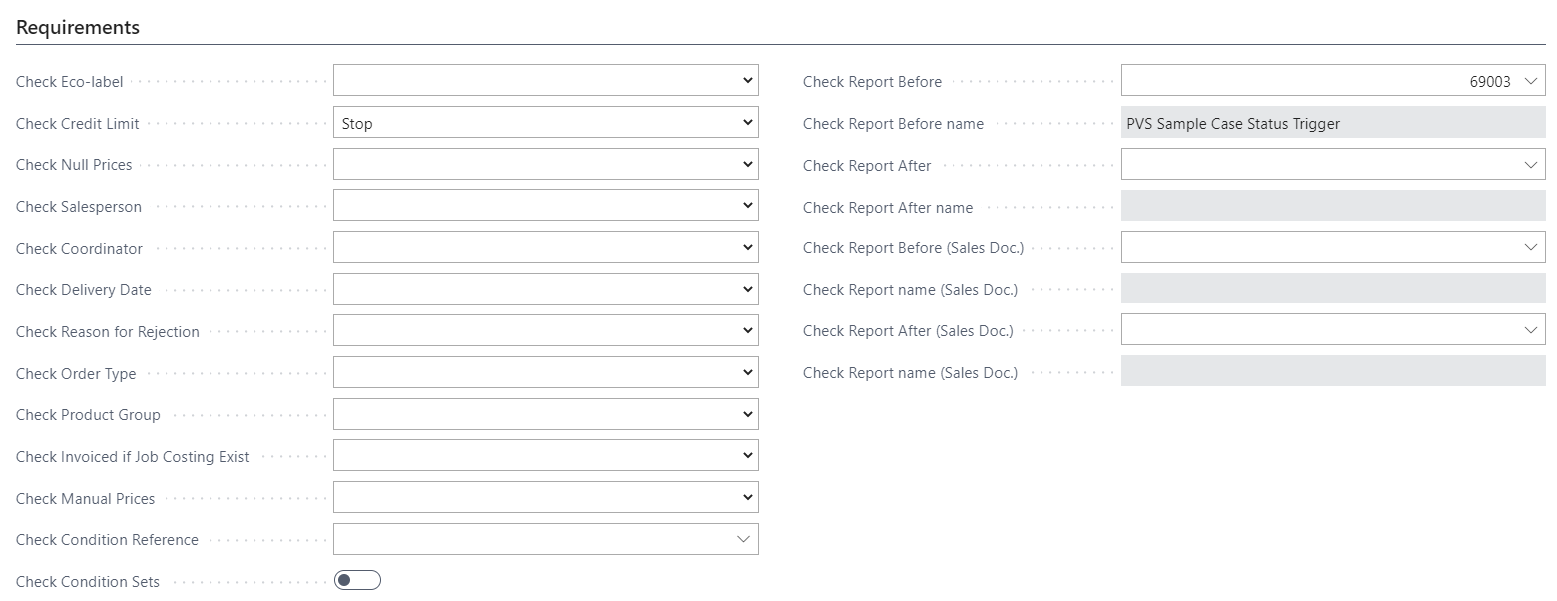 Requirements
Check Eco-label
Check Credit Limit Stop
Check Null Prices
Check Salesperson
Check Coordinator
Check Delivery Date
Check Reason for Rejection
Check Order Type
Check Product Group
Check Invoiced if Job Costing Exist
Check Manual Prices
Check Condition Reference
Check Condition Sets
Check Report Before 69003
Check Report Before name PVS Sample Case Status Trigger
Check Report After
Check Report After name
Check Report Before (Sales Doc.)
Check Report name (Sales Doc.)
Check Report After (Sales Doc.)
Check Report name (Sales Doc.)